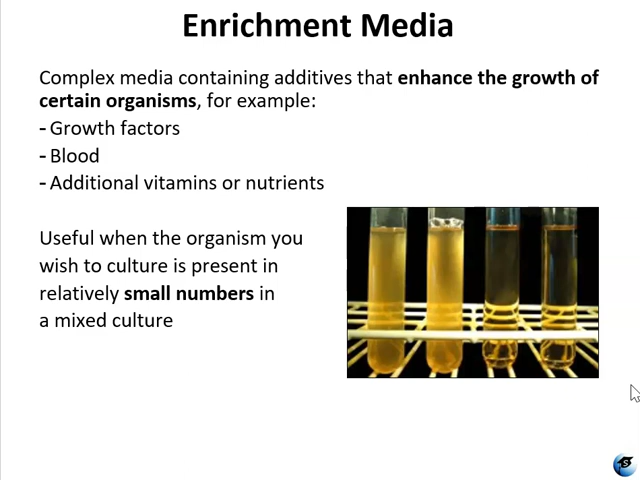 Enrichment Media
Complex media containing additives that enhance the growth of
certain organisms, for example:
- Growth factors
- Blood
- Additional vitamins or nutrients
Useful when the organism you
wish to culture is present in
relatively small numbers in
a mixed culture
S